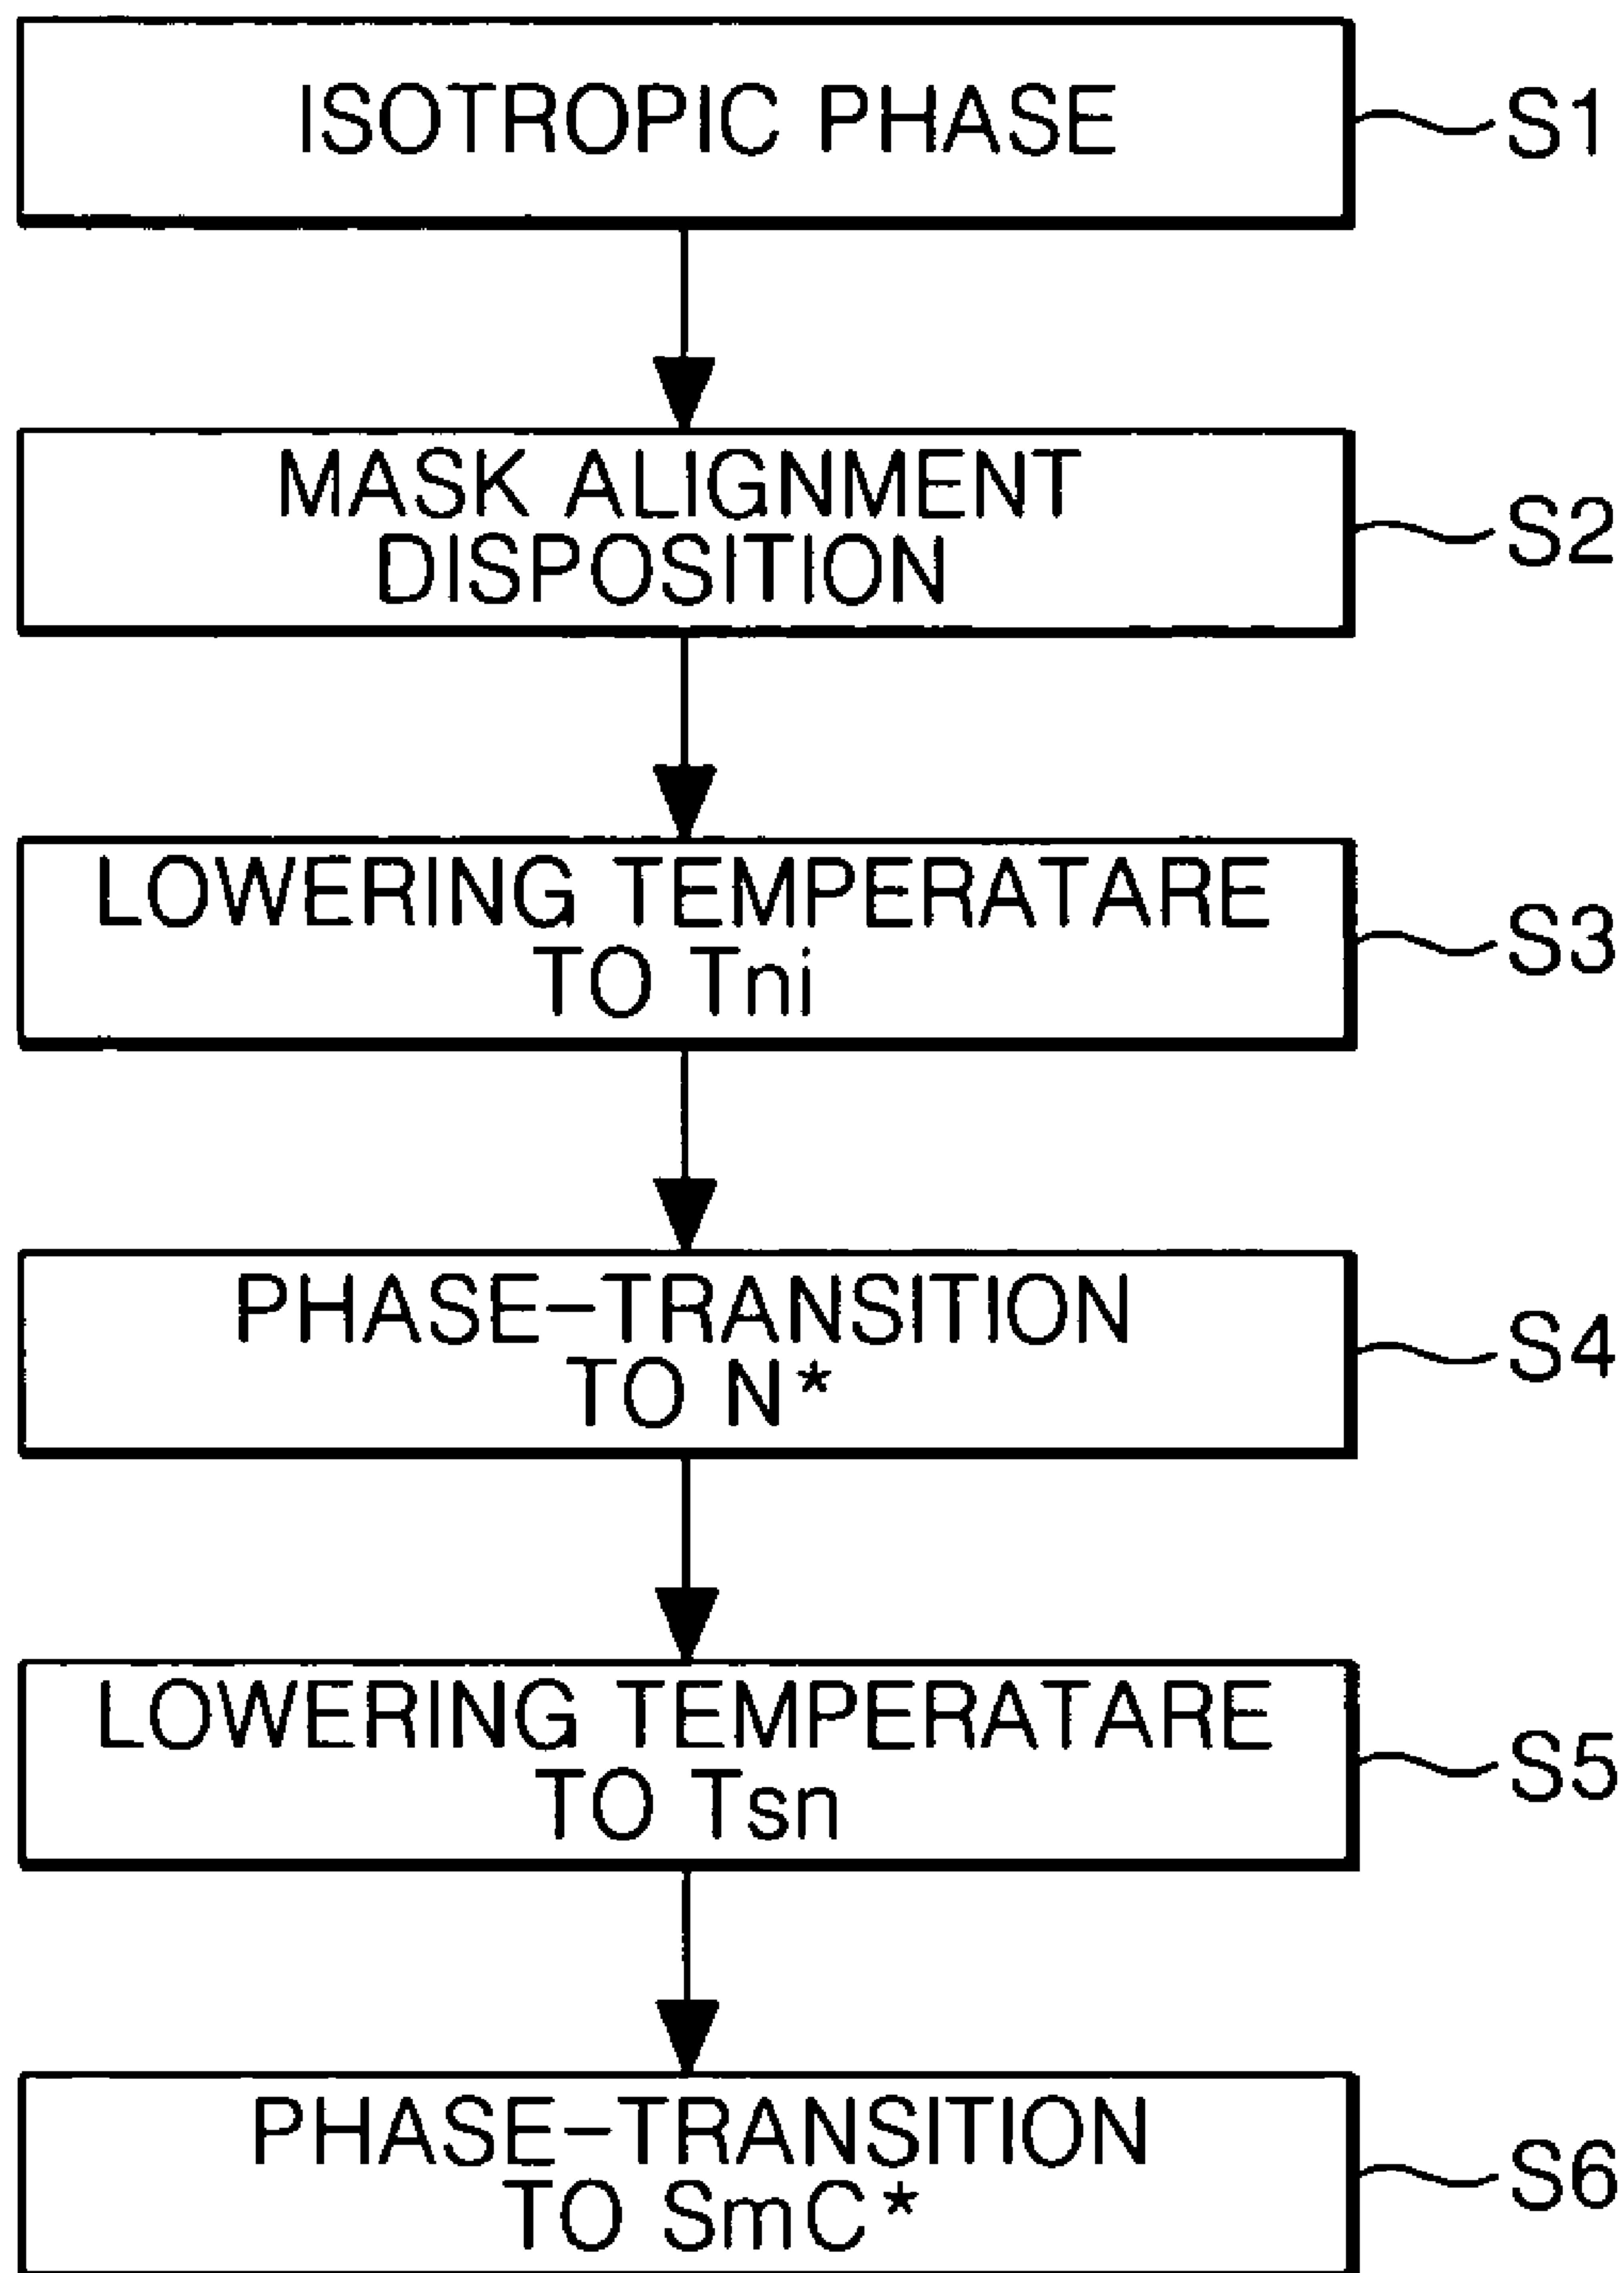 ISOTROPIC PHASE
S1
MASK ALIGNMENT
DISPOSITION
S2
LOWERING TEMPERATARE
TO Tni
S3
PHASE-TRANSITION
TO N*
S4
LOWERING TEMPERATARE
TO Tsn
S5
PHASE-TRANSITION
TO SmC*
S6